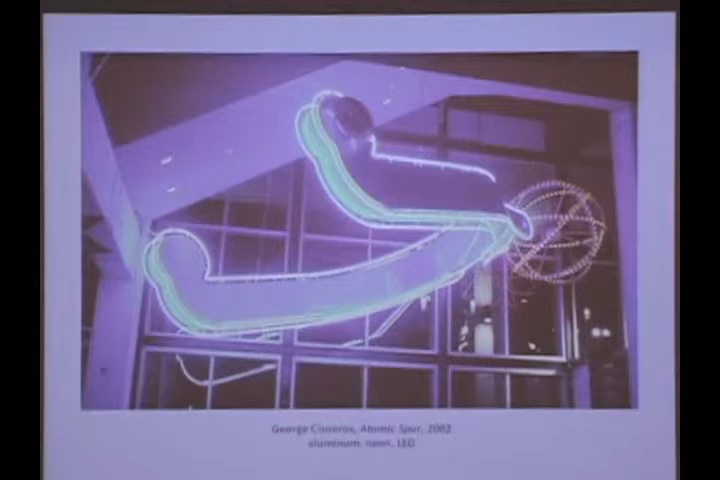 George Cisneros, Atomic Spur, 2002
aluminum, neon, LED